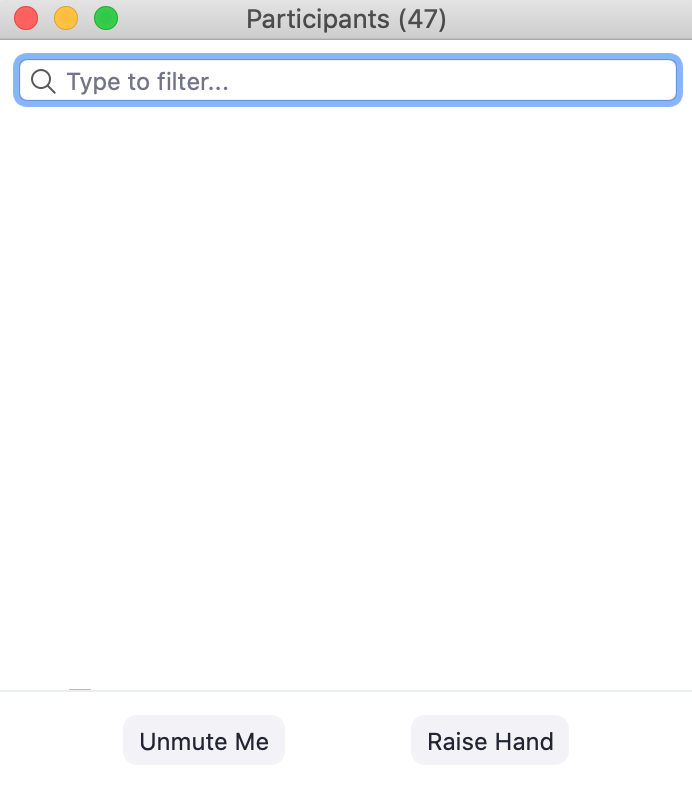 Participants (47)
Type to filter...
Unmute Me
Raise Hand